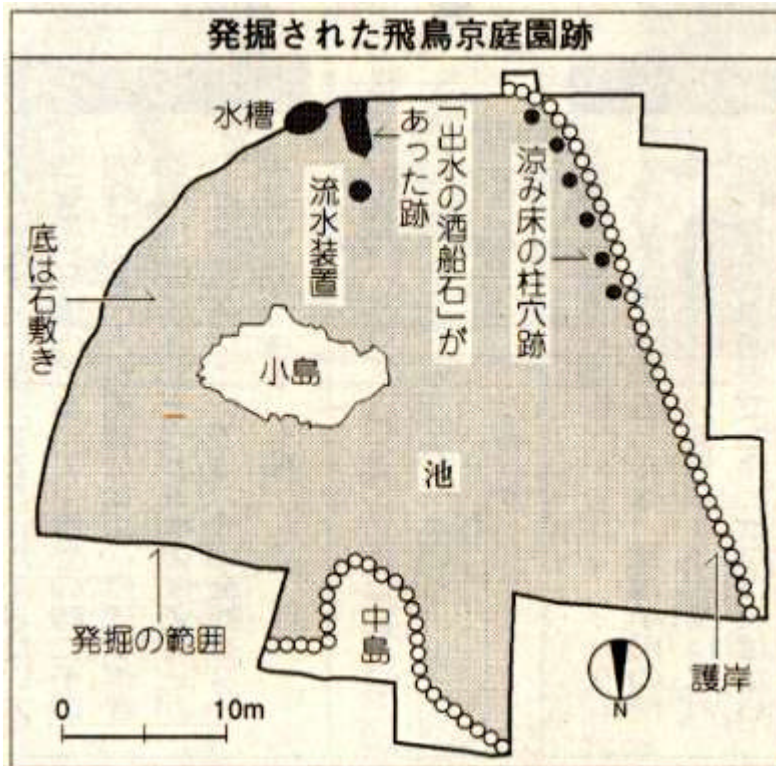 発掘された飛鳥京庭園跡
水槽
「出水の酒船石」が
あった跡
流水装置
涼み床の柱穴跡
底は石敷き
小島
池
中島
発掘の範囲
護岸
0 10m
N